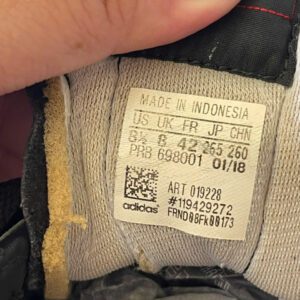 MADE IN INDONESIA
US UK FR JP CHN
8½ 8 42 265 260
PRB 698001 01/18
ART 019228
#119429272
adidas FRND08Fk00173